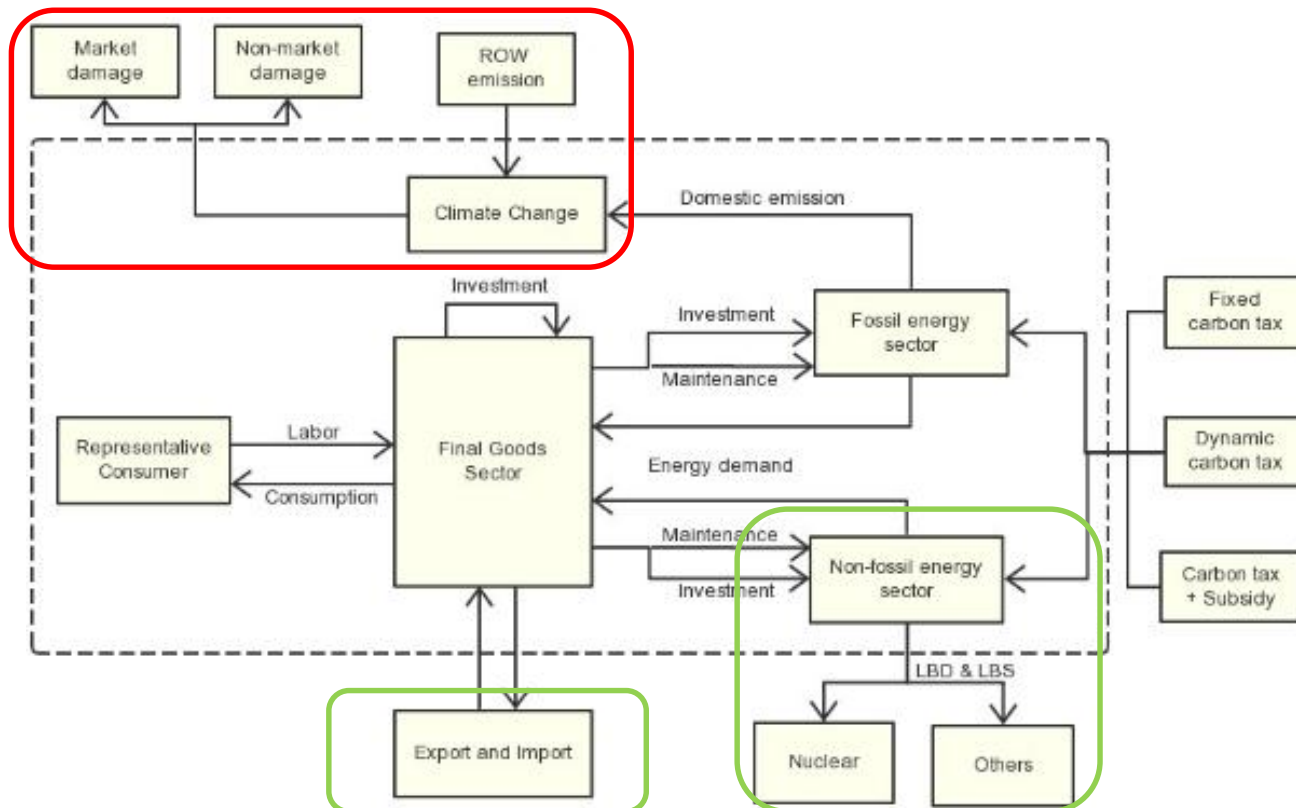 Market
damage
Non-market
damage
ROW
emission
Climate Change
Domestic emission
Investment
Investment
Fossil energy
sector
Maintenance
Fixed
carbon tax
Representative
Consumer
Labor
Consumption
Final Goods
Sector
Energy demand
Dynamic
carbon tax
Maintenance
Non-fossil energy
sector
Investment
Carbon tax
+ Subsidy
LBD & LBS
Export and Import
Nuclear
Others